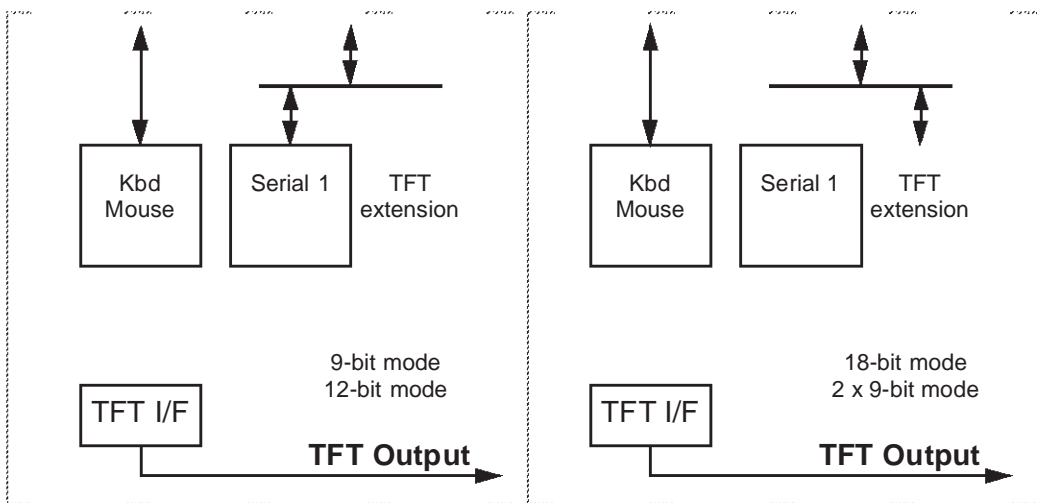 Kbd
Mouse
Serial 1
TFT
extension
9-bit mode
12-bit mode
TFT I/F
TFT Output
Kbd
Mouse
Serial 1
TFT
extension
18-bit mode
2 x 9-bit mode
TFT I/F
TFT Output